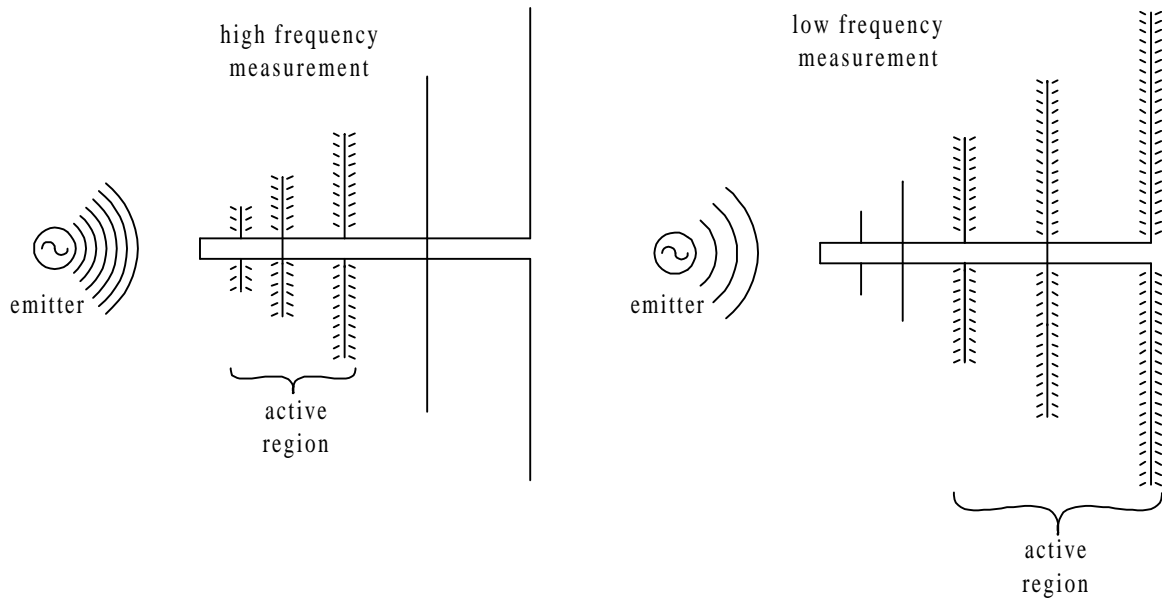 high frequency
measurement
emitter
active
region
low frequency
measurement
emitter
active
region